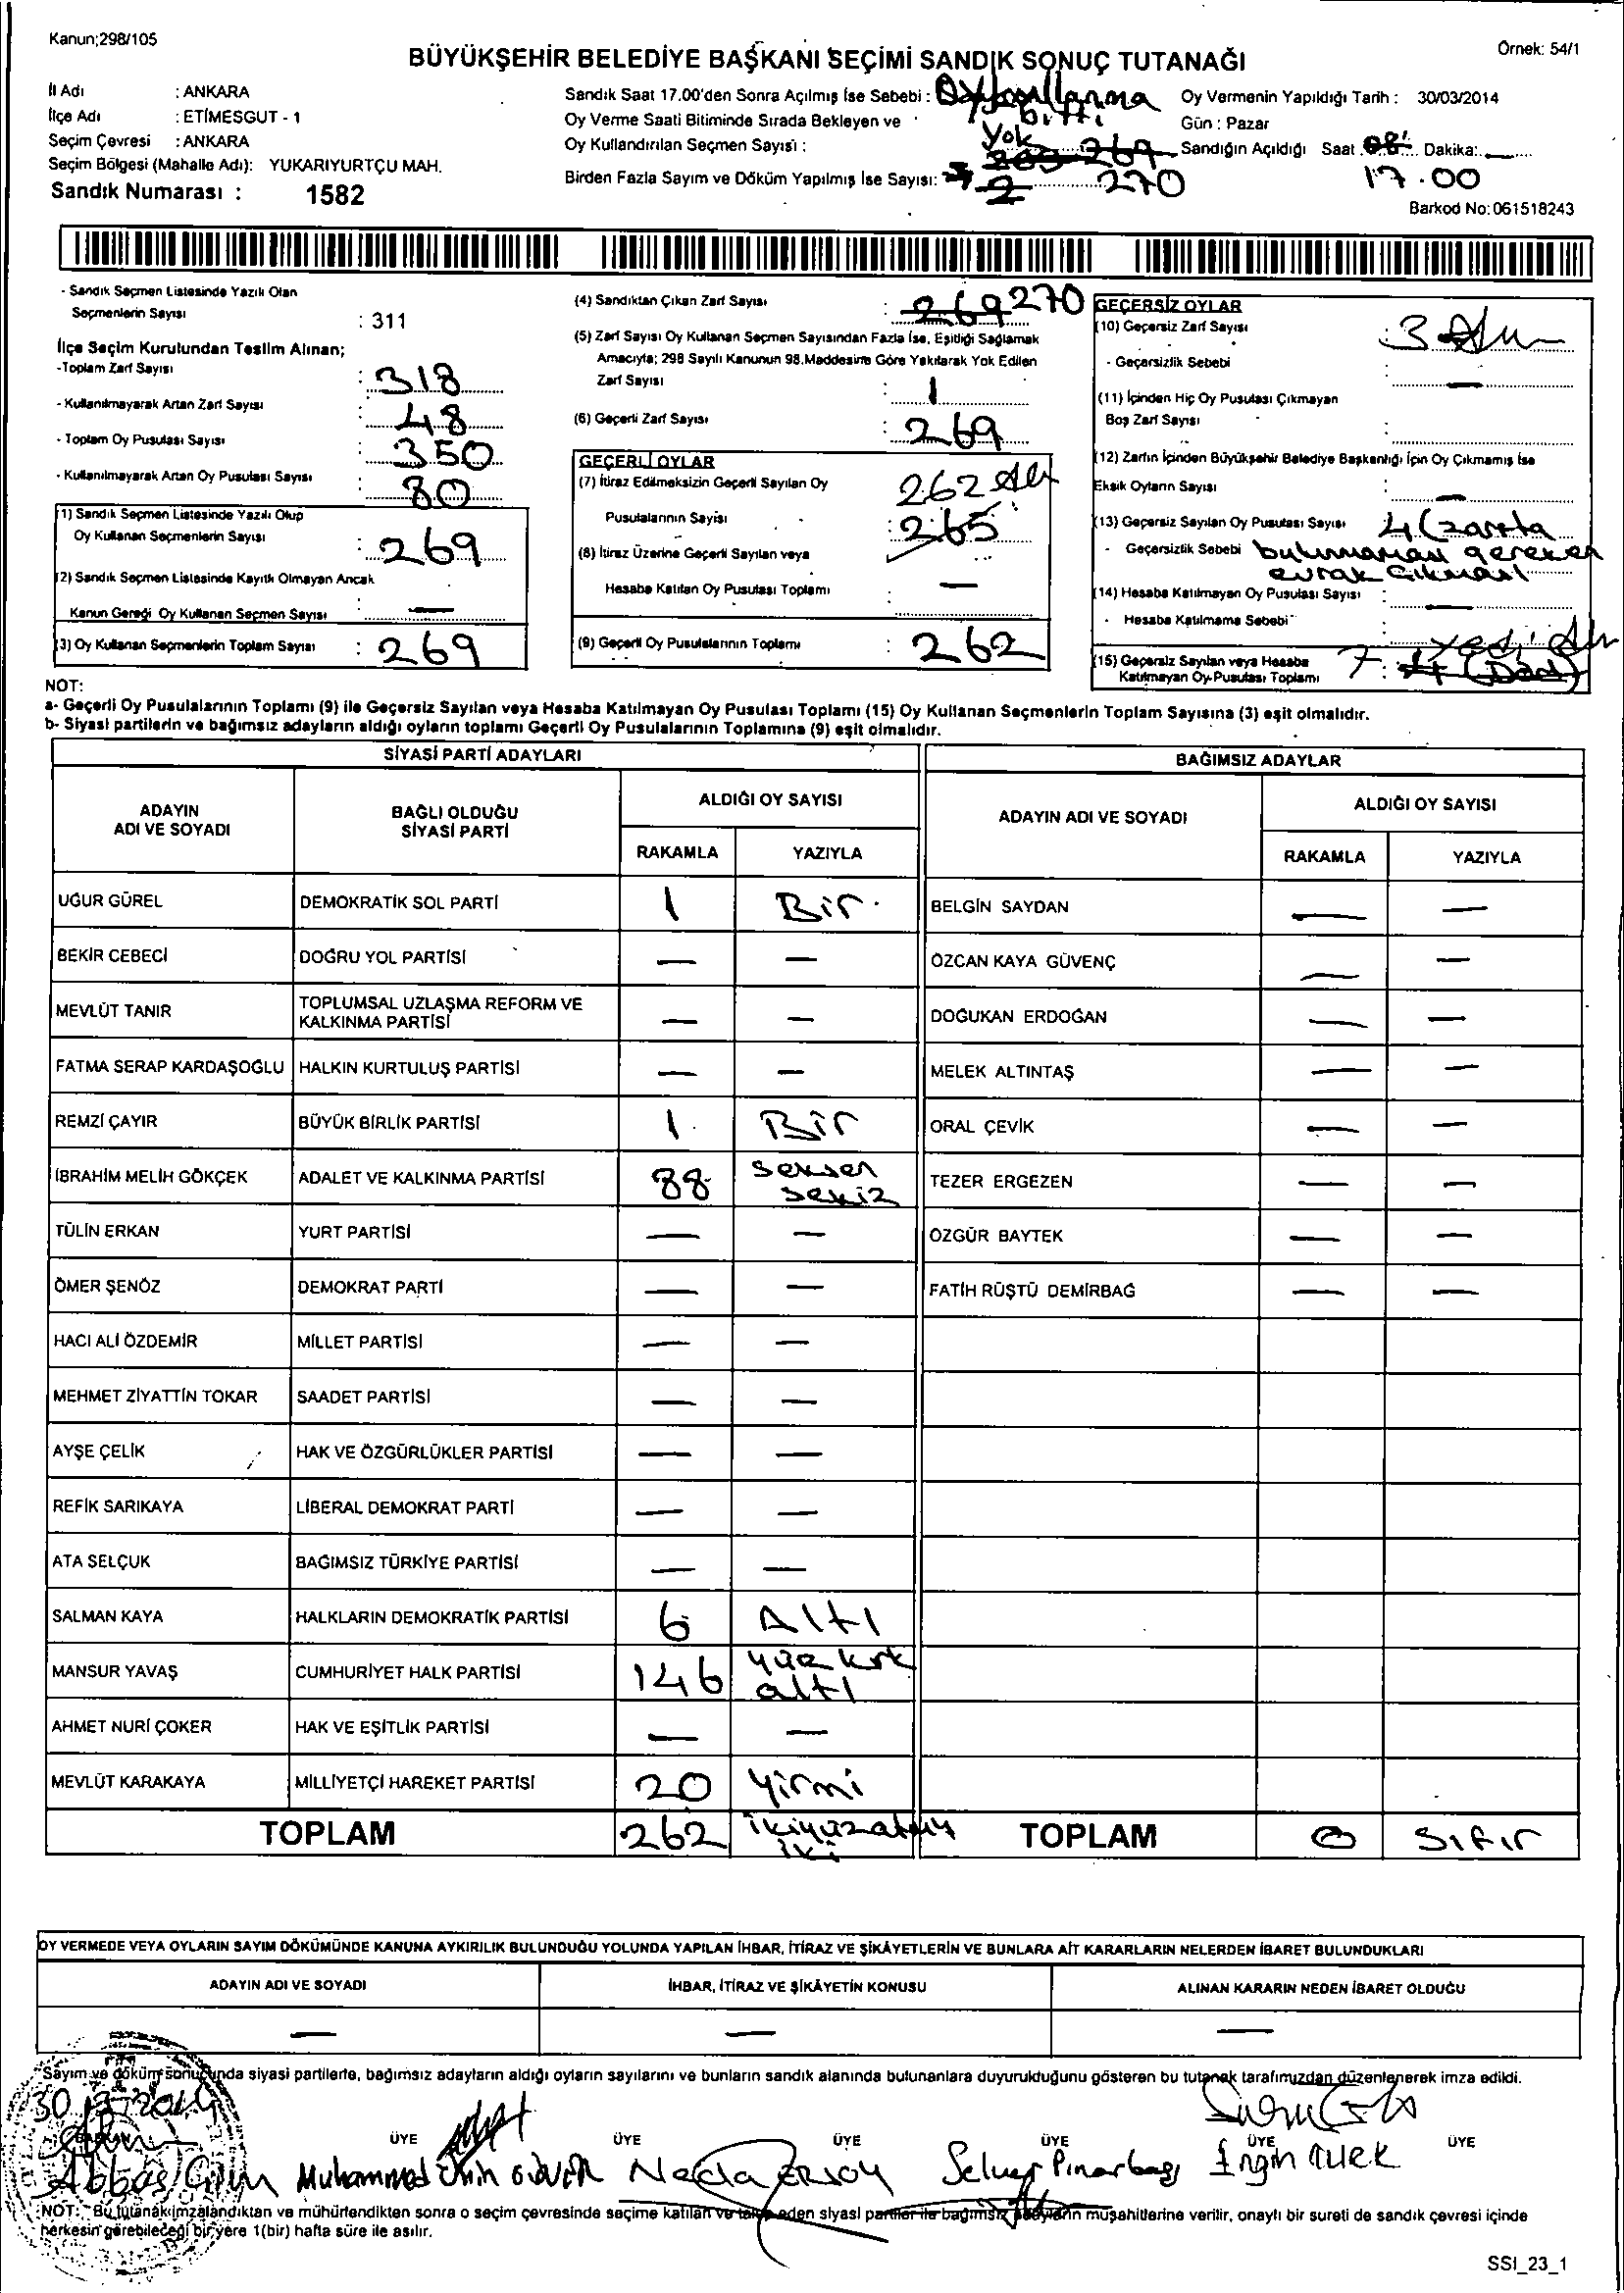 Kanun;298/105
Örnek: 54/1
BÜYÜKŞEHİR BELEDİYE BAŞKANI SEÇİMİ SANDIK SONUÇ TUTANAĞI
İl Adı : ANKARA
İlçe Adı : ETİMESGUT - 1
Seçim Çevresi : ANKARA
Seçim Bölgesi (Mahalle Adı): YUKARIYURTÇU MAH.
Sandık Numarası : 1582
Sandık Saat 17.00'den Sonra Açılmış İse Sebebi : Oy kullanma bitti
Oy Verme Saati Bitiminde Sırada Bekleyen ve
Oy Kullandırılan Seçmen Sayısı : Yok 269
Birden Fazla Sayım ve Döküm Yapılmış İse Sayısı: 2 270
Oy Vermenin Yapıldığı Tarih : 30/03/2014
Gün : Pazar
Sandığın Açıldığı Saat 08 Dakika:
17.00
Barkod No:061518243
- Sandık Seçmen Listesinde Yazılı Olan
Seçmenlerin Sayısı : 311
İlçe Seçim Kurulundan Teslim Alınan;
-Toplam Zarf Sayısı : 318
- Kullanılmayarak Artan Zarf Sayısı : 48
- Toplam Oy Pusulası Sayısı : 350
- Kullanılmayarak Artan Oy Pusulası Sayısı : 80
(1) Sandık Seçmen Listesinde Yazılı Olup
Oy Kullanan Seçmenlerin Sayısı : 269
(2) Sandık Seçmen Listesinde Kayıtlı Olmayan Ancak
Kanun Gereği Oy Kullanan Seçmen Sayısı : —
(3) Oy Kullanan Seçmenlerin Toplam Sayısı : 269
(4) Sandıktan Çıkan Zarf Sayısı : 269 270
(5) Zarf Sayısı Oy Kullanan Seçmen Sayısından Fazla İse, Eşitliği Sağlamak
Amacıyla; 298 Sayılı Kanunun 98.Maddesine Göre Yakılarak Yok Edilen
Zarf Sayısı : 1
(6) Geçerli Zarf Sayısı : 269
GEÇERLİ OYLAR
(7) İtiraz Edilmeksizin Geçerli Sayılan Oy 262
Pusulalarının Sayısı : 265
(8) İtiraz Üzerine Geçerli Sayılan veya
Hesaba Katılan Oy Pusulası Toplamı : —
(9) Geçerli Oy Pusulalarının Toplamı : 262
GEÇERSİZ OYLAR
(10) Geçersiz Zarf Sayısı : 3
- Geçersizlik Sebebi : —
(11) İçinden Hiç Oy Pusulası Çıkmayan
Boş Zarf Sayısı :
(12) Zarfın İçinden Büyükşehir Belediye Başkanlığı İçin Oy Çıkmamış İse
Eksik Oyların Sayısı : —
(13) Geçersiz Sayılan Oy Pusulası Sayısı 4 (zarfta
- Geçersizlik Sebebi bulunmaması gereken
evrak çıkması
(14) Hesaba Katılmayan Oy Pusulası Sayısı : —
- Hesaba Katılmama Sebebi
(15) Geçersiz Sayılan veya Hesaba yedi
Katılmayan Oy Pusulası Toplamı 7 : 4 (Dört)
NOT:
a- Geçerli Oy Pusulalarının Toplamı (9) ile Geçersiz Sayılan veya Hesaba Katılmayan Oy Pusulası Toplamı (15) Oy Kullanan Seçmenlerin Toplam Sayısına (3) eşit olmalıdır.
b- Siyasi partilerin ve bağımsız adayların aldığı oyların toplamı Geçerli Oy Pusulalarının Toplamına (9) eşit olmalıdır.
SİYASİ PARTİ ADAYLARI
BAĞIMSIZ ADAYLAR
ADAYIN ADI VE SOYADI
BAĞLI OLDUĞU SİYASİ PARTİ
ALDIĞI OY SAYISI
RAKAMLA YAZIYLA
ADAYIN ADI VE SOYADI
ALDIĞI OY SAYISI
RAKAMLA YAZIYLA
UĞUR GÜREL DEMOKRATİK SOL PARTİ 1 Bir BELGİN SAYDAN — —
BEKİR CEBECİ DOĞRU YOL PARTİSİ — — ÖZCAN KAYA GÜVENÇ — —
MEVLÜT TANIR TOPLUMSAL UZLAŞMA REFORM VE KALKINMA PARTİSİ — — DOĞUKAN ERDOĞAN — —
FATMA SERAP KARDAŞOĞLU HALKIN KURTULUŞ PARTİSİ — — MELEK ALTINTAŞ — —
REMZİ ÇAYIR BÜYÜK BİRLİK PARTİSİ 1 Bir ORAL ÇEVİK — —
İBRAHİM MELİH GÖKÇEK ADALET VE KALKINMA PARTİSİ 88 seksen sekiz TEZER ERGEZEN — —
TÜLİN ERKAN YURT PARTİSİ — — ÖZGÜR BAYTEK — —
ÖMER ŞENÖZ DEMOKRAT PARTİ — — FATİH RÜŞTÜ DEMİRBAĞ — —
HACI ALİ ÖZDEMİR MİLLET PARTİSİ — —
MEHMET ZİYATTİN TOKAR SAADET PARTİSİ — —
AYŞE ÇELİK HAK VE ÖZGÜRLÜKLER PARTİSİ — —
REFİK SARIKAYA LİBERAL DEMOKRAT PARTİ — —
ATA SELÇUK BAĞIMSIZ TÜRKİYE PARTİSİ — —
SALMAN KAYA HALKLARIN DEMOKRATİK PARTİSİ 6 Altı
MANSUR YAVAŞ CUMHURİYET HALK PARTİSİ 146 yüz kırk altı
AHMET NURİ ÇOKER HAK VE EŞİTLİK PARTİSİ — —
MEVLÜT KARAKAYA MİLLİYETÇİ HAREKET PARTİSİ 20 Yirmi
TOPLAM 262 ikiyüzaltmış iki TOPLAM 0 Sıfır
OY VERMEDE VEYA OYLARIN SAYIM DÖKÜMÜNDE KANUNA AYKIRILIK BULUNDUĞU YOLUNDA YAPILAN İHBAR, İTİRAZ VE ŞİKÂYETLERİN VE BUNLARA AİT KARARLARIN NELERDEN İBARET BULUNDUKLARI
ADAYIN ADI VE SOYADI İHBAR, İTİRAZ VE ŞİKÂYETİN KONUSU ALINAN KARARIN NEDEN İBARET OLDUĞU
— — —
Sayım ve döküm sonucunda siyasi partilerle, bağımsız adayların aldığı oyların sayılarını ve bunların sandık alanında bulunanlara duyurulduğunu gösteren bu tutanak tarafımızdan düzenlenerek imza edildi.
BAŞKAN ÜYE ÜYE ÜYE ÜYE ÜYE ÜYE
Abbas Muhammed Emin Neda ERSOY Selver Pınarbaşı Engin
NOT: Bu tutanak imzalandıktan ve mühürlendikten sonra o seçim çevresinde seçime katılan ve talep eden siyasi partiler ile bağımsız adayların müşahitlerine verilir, onaylı bir sureti de sandık çevresi içinde
herkesin görebileceği bir yere 1(bir) hafta süre ile asılır.
SSI_23_1